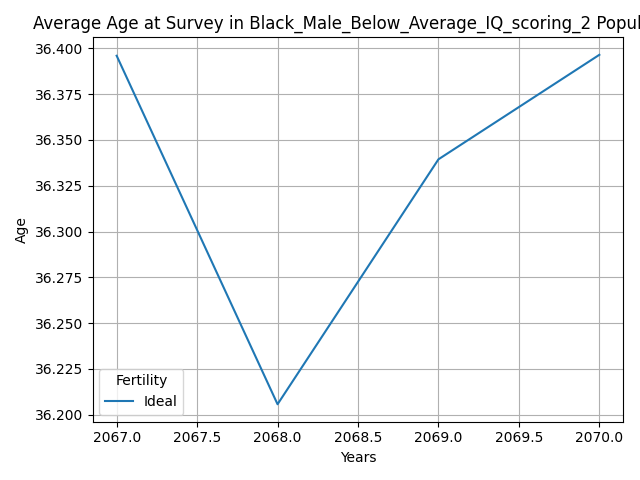 Average Age at Survey in Black_Male_Below_Average_IQ_scoring_2 Popul
36.400
36.375
36.350
36.325
36.300
36.275
36.250
36.225
36.200
Age
Fertility
Ideal
2067.0 2067.5 2068.0 2068.5 2069.0 2069.5 2070.0
Years